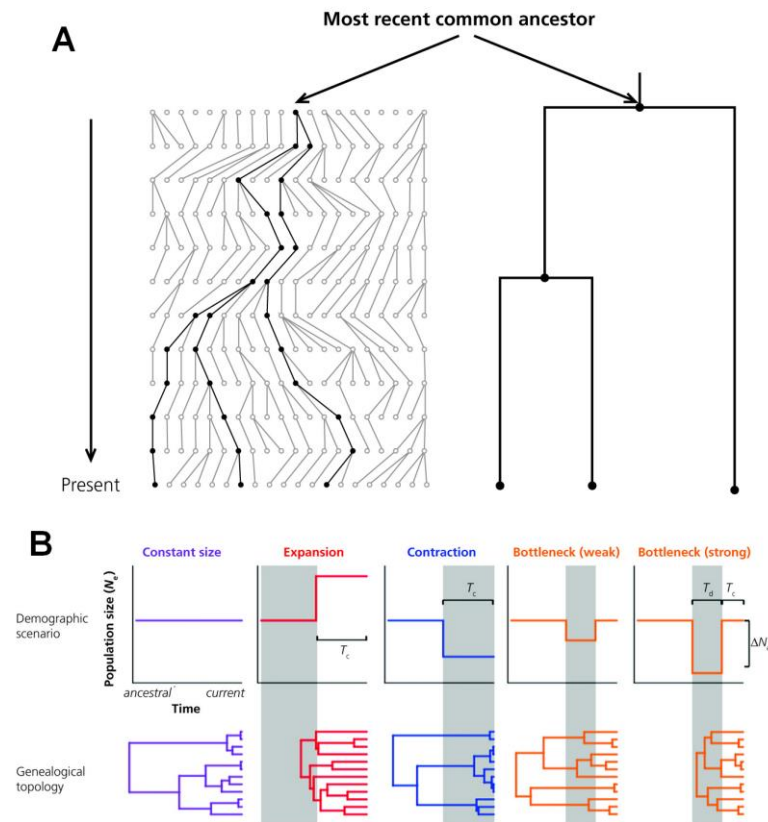 A
Most recent common ancestor
Present
B
Constant size
Expansion
Contraction
Bottleneck (weak)
Bottleneck (strong)
Demographic scenario
Population size (Ne)
Tc
Tc
Td
Tc
ΔNe
ancestral
current
Time
Genealogical topology